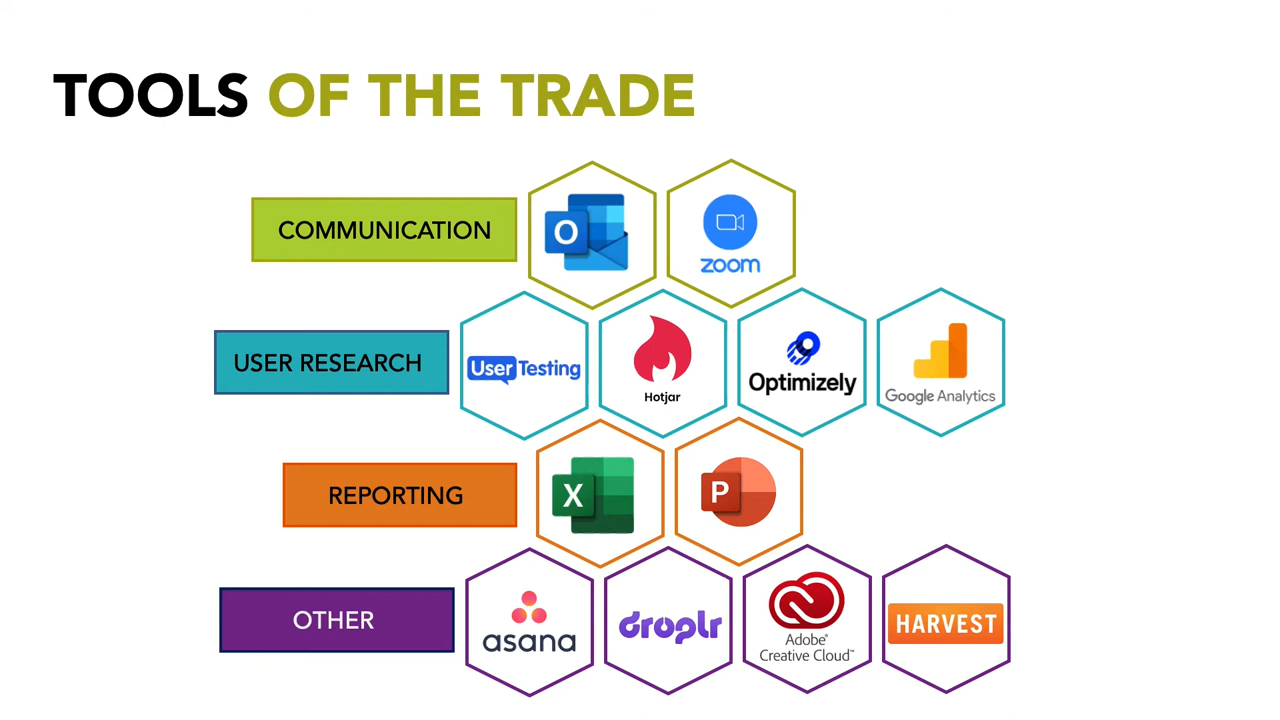 TOOLS OF THE TRADE
COMMUNICATION
O
zoom
USER RESEARCH
UserTesting
Hotjar
Optimizely
Google Analytics
REPORTING
X
P
OTHER
asana
droplr
Adobe®
Creative Cloud™
HARVEST